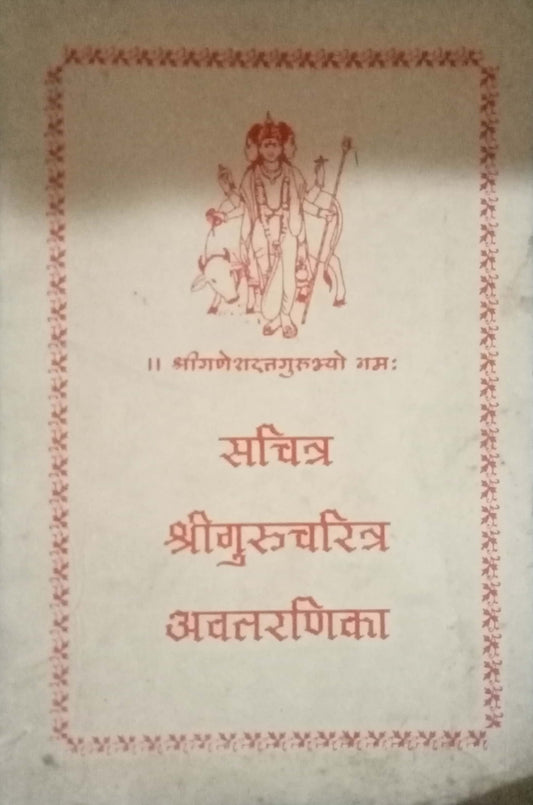 ।। श्रीगणेशदत्तगुरुभ्यो नमः
सचित्र
श्रीगुरुचरित्र
अवतरणिका